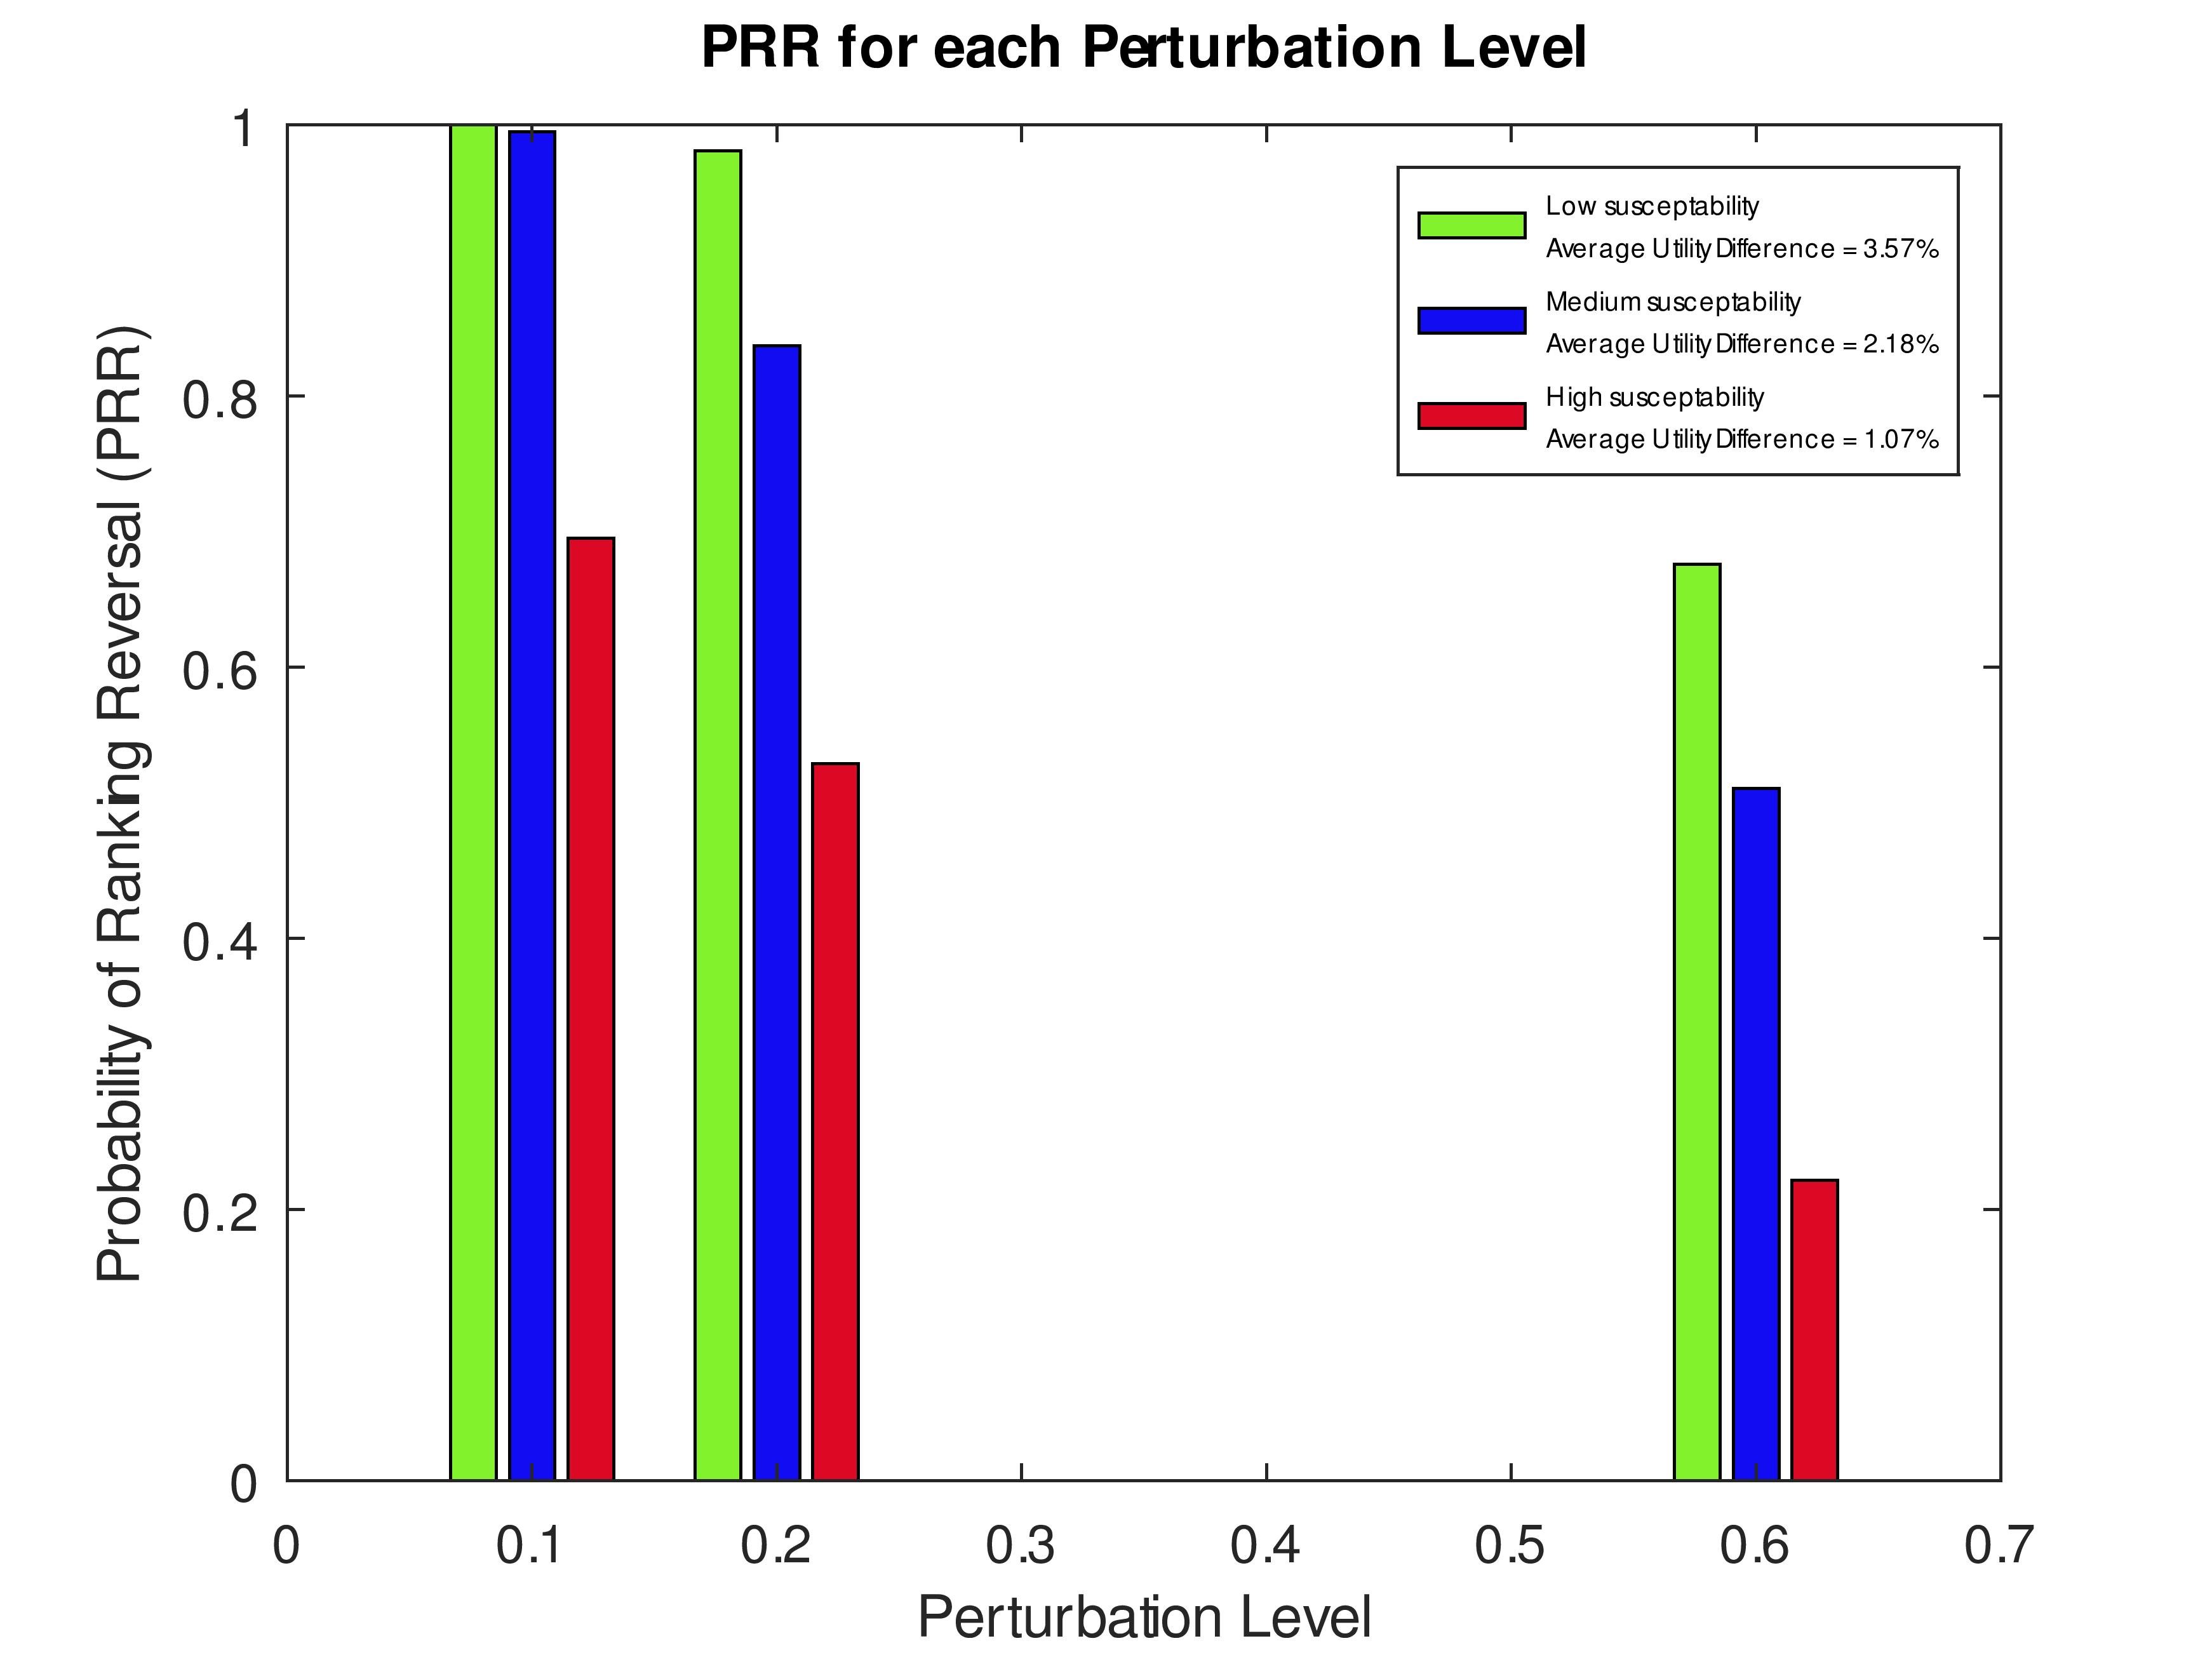 PRR for each Perturbation Level
Probability of Ranking Reversal (PRR)
1
0.8
0.6
0.4
0.2
0
Low susceptability
Average Utility Difference = 3.57%
Medium susceptability
Average Utility Difference = 2.18%
High susceptability
Average Utility Difference = 1.07%
0 0.1 0.2 0.3 0.4 0.5 0.6 0.7
Perturbation Level